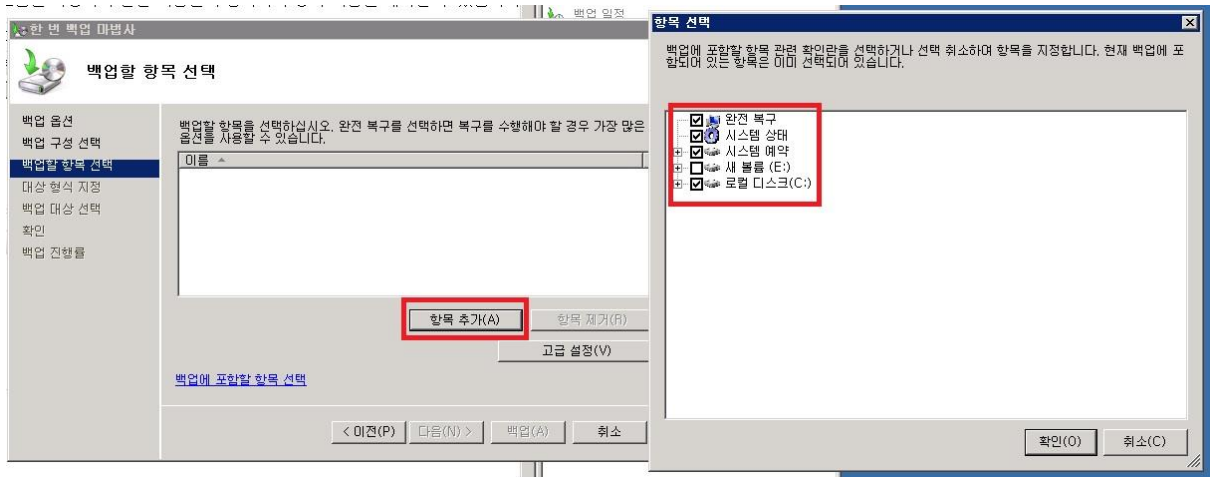 백업 일정
한 번 백업 마법사
백업할 항목 선택
백업 옵션
백업 구성 선택
백업할 항목 선택
대상 형식 지정
백업 대상 선택
확인
백업 진행률
백업할 항목을 선택하십시오. 완전 복구를 선택하면 복구를 수행해야 할 경우 가장 많은
옵션을 사용할 수 있습니다.
이름
항목 추가(A)
항목 제거(R)
고급 설정(V)
백업에 포함할 항목 선택
< 이전(P)
다음(N) >
백업(A)
취소
항목 선택
백업에 포함할 항목 관련 확인란을 선택하거나 선택 취소하여 항목을 지정합니다. 현재 백업에 포
함되어 있는 항목은 이미 선택되어 있습니다.
완전 복구
시스템 상태
시스템 예약
새 볼륨 (E:)
로컬 디스크(C:)
확인(O)
취소(C)